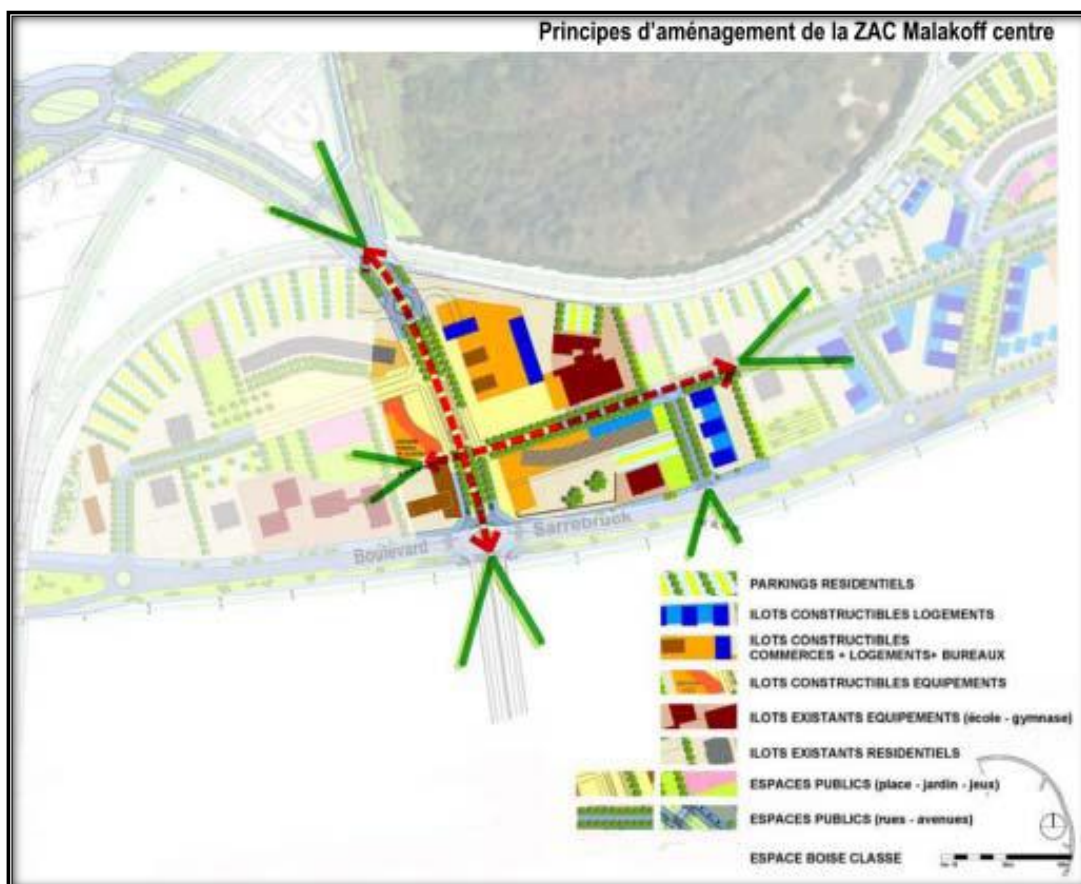 Principes d'aménagement de la ZAC Malakoff centre
Boulevard Sarrebruck
PARKINGS RESIDENTIELS
ILOTS CONSTRUCTIBLES LOGEMENTS
ILOTS CONSTRUCTIBLES
COMMERCES + LOGEMENTS+ BUREAUX
ILOTS CONSTRUCTIBLES EQUIPEMENTS
ILOTS EXISTANTS EQUIPEMENTS (école - gymnase)
ILOTS EXISTANTS RESIDENTIELS
ESPACES PUBLICS (place - jardin - jeux)
ESPACES PUBLICS (rues - avenues)
ESPACE BOISE CLASSE